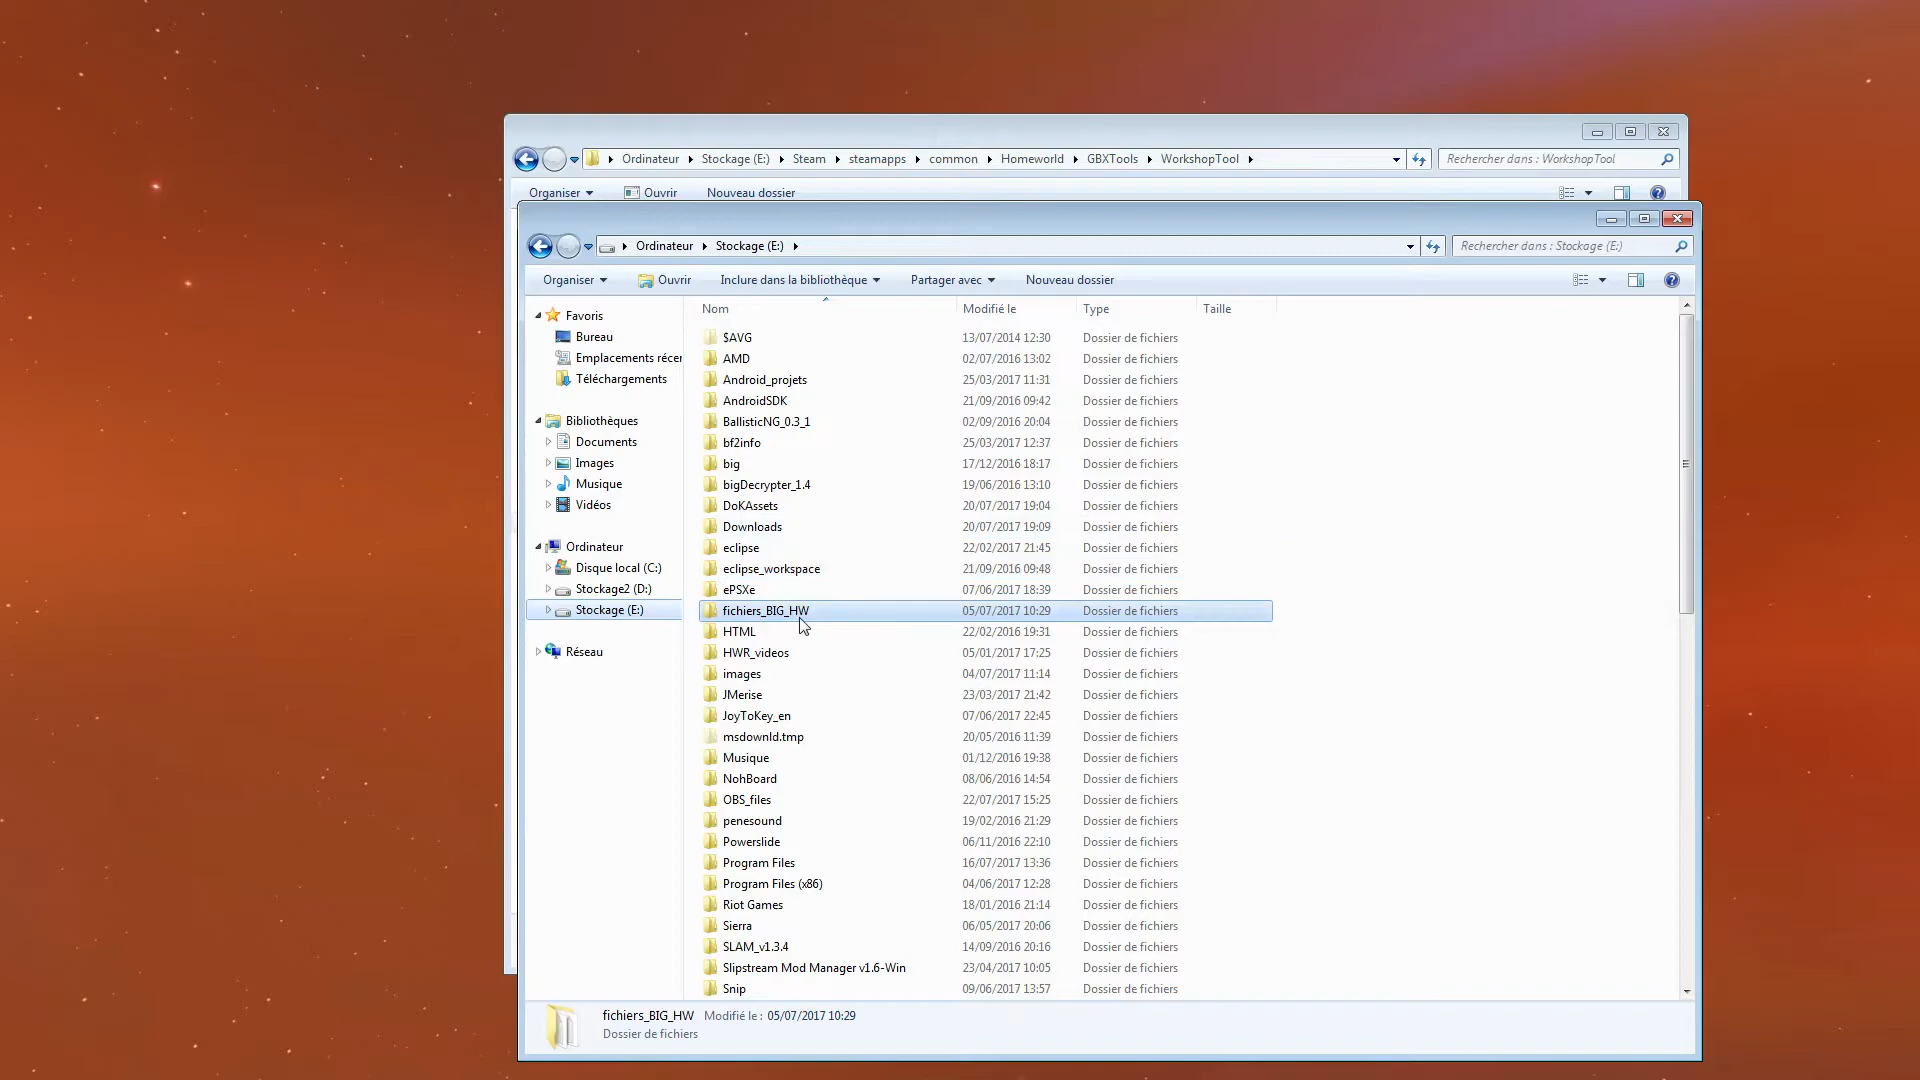 Ordinateur Stockage (E:) Steam steamapps common Homeworld GBXTools WorkshopTool Rechercher dans : WorkshopTool
Organiser Ouvrir Nouveau dossier
Ordinateur Stockage (E:) Rechercher dans : Stockage (E:)
Organiser Ouvrir Inclure dans la bibliothèque Partager avec Nouveau dossier
Favoris
Bureau
Emplacements récer
Téléchargements
Bibliothèques
Documents
Images
Musique
Vidéos
Ordinateur
Disque local (C:)
Stockage2 (D:)
Stockage (E:)
Réseau
Nom Modifié le Type Taille
$AVG 13/07/2014 12:30 Dossier de fichiers
AMD 02/07/2016 13:02 Dossier de fichiers
Android_projets 25/03/2017 11:31 Dossier de fichiers
AndroidSDK 21/09/2016 09:42 Dossier de fichiers
BallisticNG_0.3_1 02/09/2016 20:04 Dossier de fichiers
bf2info 25/03/2017 12:37 Dossier de fichiers
big 17/12/2016 18:17 Dossier de fichiers
bigDecrypter_1.4 19/06/2016 13:10 Dossier de fichiers
DoKAssets 20/07/2017 19:04 Dossier de fichiers
Downloads 20/07/2017 19:09 Dossier de fichiers
eclipse 22/02/2017 21:45 Dossier de fichiers
eclipse_workspace 21/09/2016 09:48 Dossier de fichiers
ePSXe 07/06/2017 18:39 Dossier de fichiers
fichiers_BIG_HW 05/07/2017 10:29 Dossier de fichiers
HTML 22/02/2016 19:31 Dossier de fichiers
HWR_videos 05/01/2017 17:25 Dossier de fichiers
images 04/07/2017 11:14 Dossier de fichiers
JMerise 23/03/2017 21:42 Dossier de fichiers
JoyToKey_en 07/06/2017 22:45 Dossier de fichiers
msdownld.tmp 20/05/2016 11:39 Dossier de fichiers
Musique 01/12/2016 19:38 Dossier de fichiers
NohBoard 08/06/2016 14:54 Dossier de fichiers
OBS_files 22/07/2017 15:25 Dossier de fichiers
penesound 19/02/2016 21:29 Dossier de fichiers
Powerslide 06/11/2016 22:10 Dossier de fichiers
Program Files 16/07/2017 13:36 Dossier de fichiers
Program Files (x86) 04/06/2017 12:28 Dossier de fichiers
Riot Games 18/01/2016 21:14 Dossier de fichiers
Sierra 06/05/2017 20:06 Dossier de fichiers
SLAM_v1.3.4 14/09/2016 20:16 Dossier de fichiers
Slipstream Mod Manager v1.6-Win 23/04/2017 10:05 Dossier de fichiers
Snip 09/06/2017 13:57 Dossier de fichiers
fichiers_BIG_HW Modifié le : 05/07/2017 10:29
Dossier de fichiers